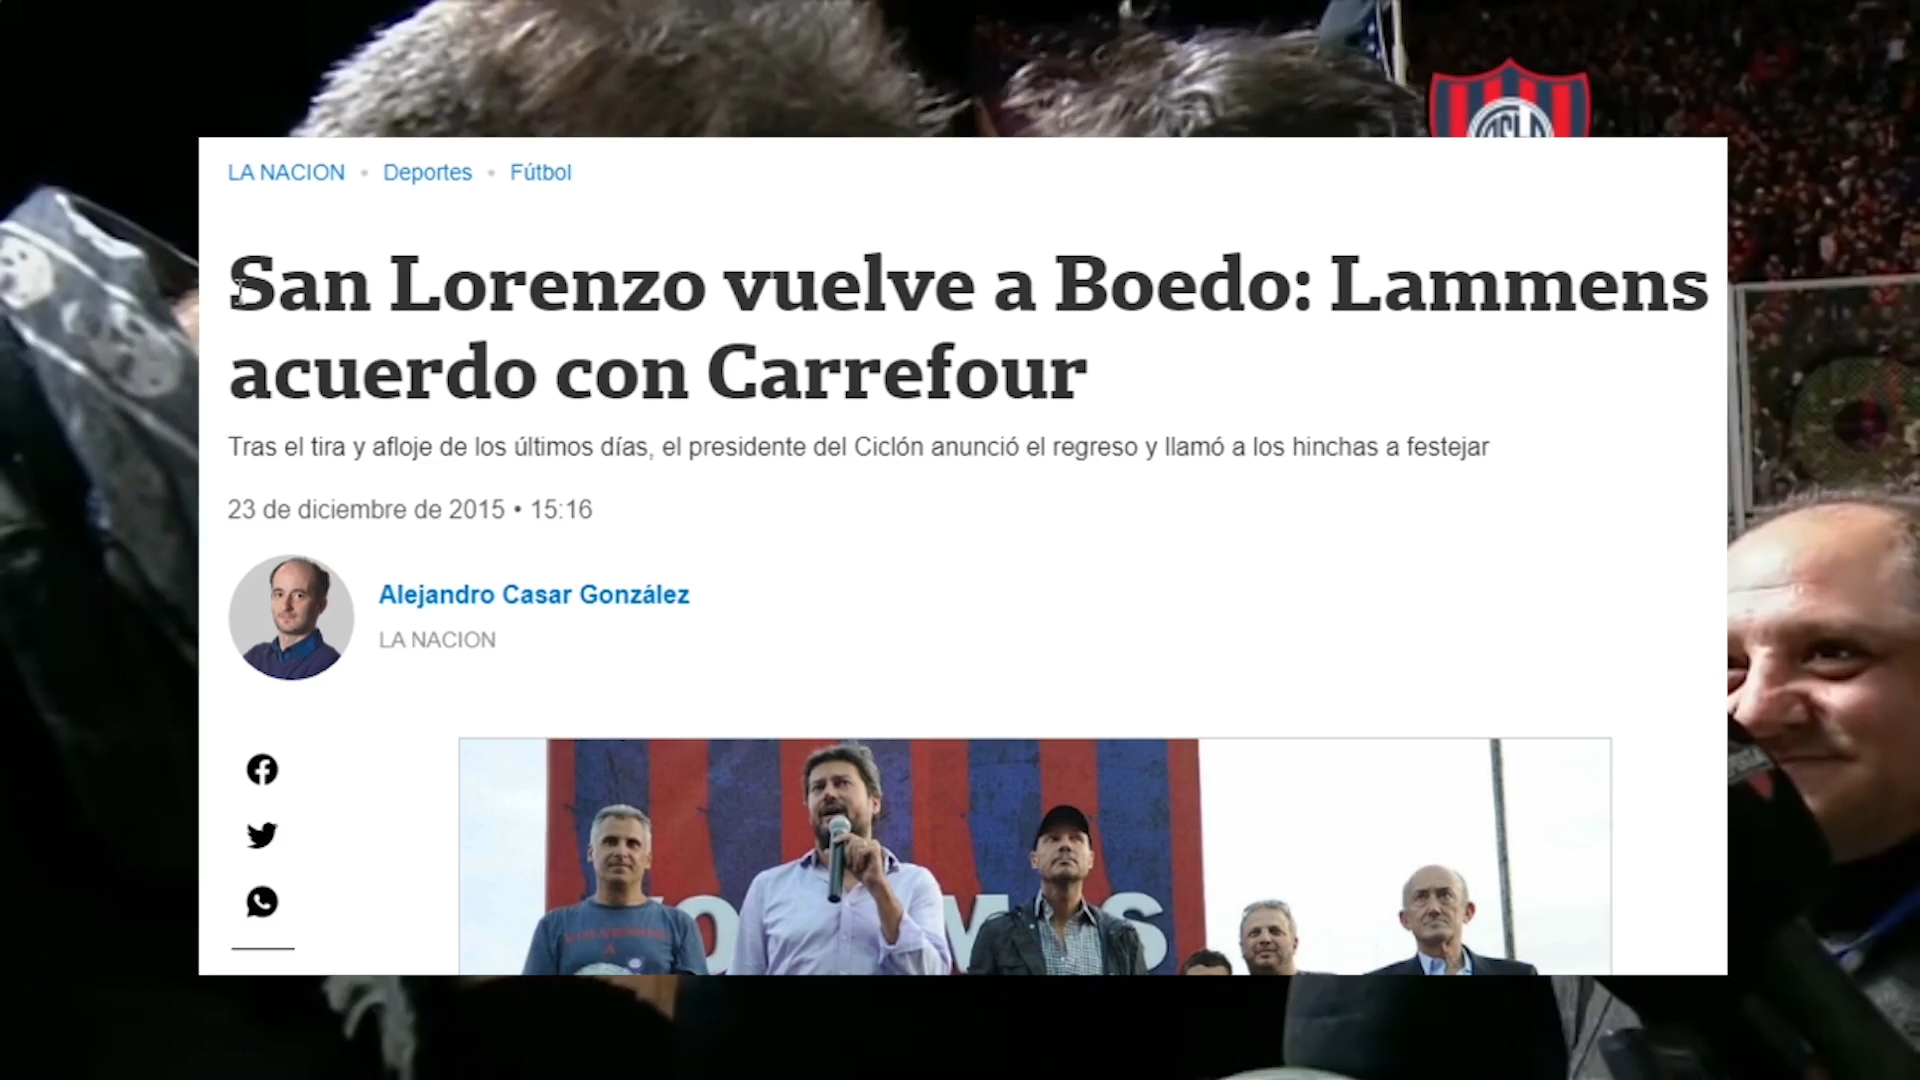 LA NACION • Deportes • Fútbol
San Lorenzo vuelve a Boedo: Lammens
acuerdo con Carrefour
Tras el tira y afloje de los últimos días, el presidente del Ciclón anunció el regreso y llamó a los hinchas a festejar
23 de diciembre de 2015 • 15:16
Alejandro Casar González
LA NACION